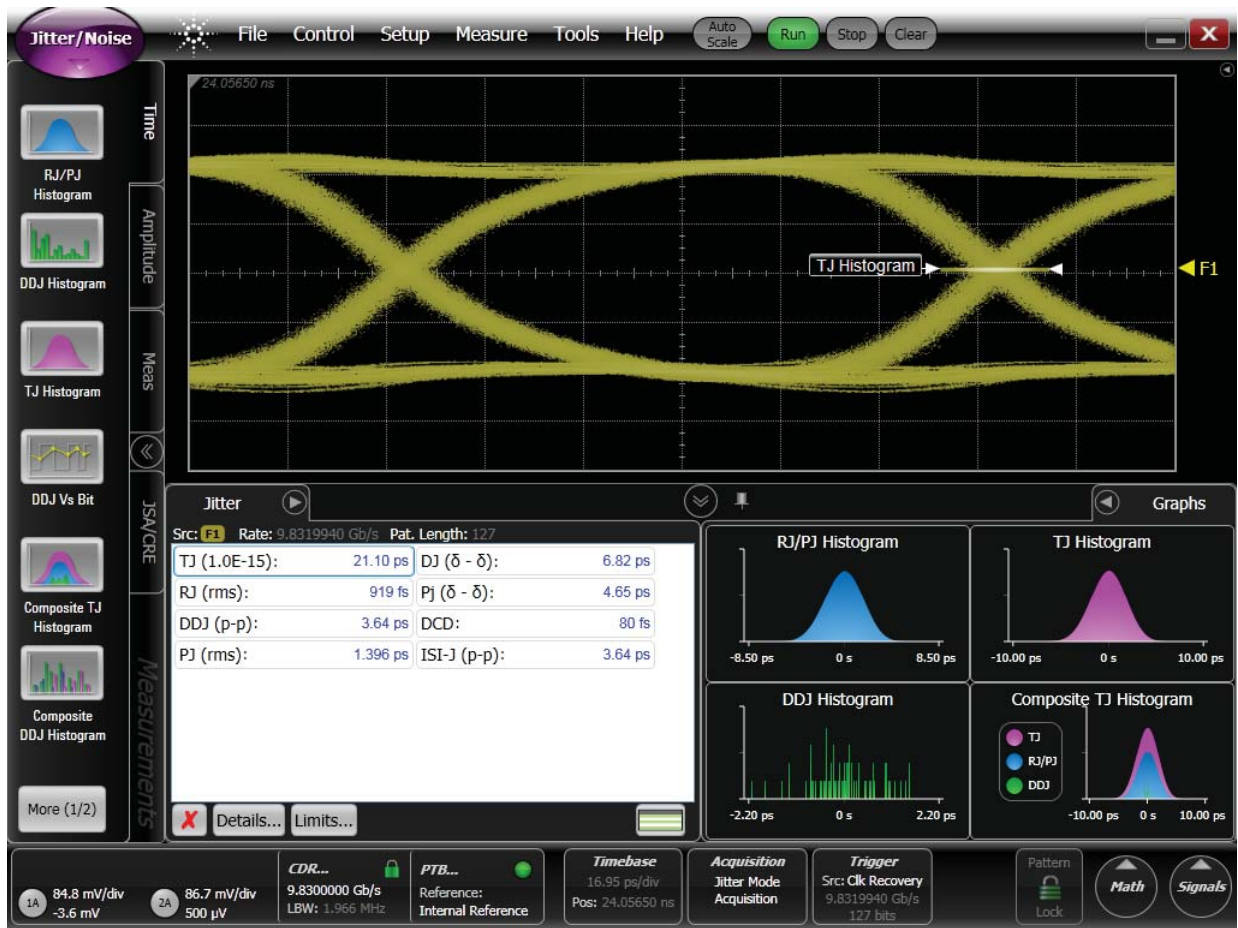 Jitter/Noise
File Control Setup Measure Tools Help Auto Scale Run Stop Clear
RJ/PJ Histogram
DDJ Histogram
TJ Histogram
DDJ Vs Bit
Composite TJ Histogram
Composite DDJ Histogram
More (1/2)
Time
Amplitude
Meas
JSA/CRE
Measurements
24.05650 ns
TJ Histogram
F1
Jitter
Graphs
Src: F1 Rate: 9.8319940 Gb/s Pat. Length: 127
TJ (1.0E-15): 21.10 ps DJ (δ - δ): 6.82 ps
RJ (rms): 919 fs Pj (δ - δ): 4.65 ps
DDJ (p-p): 3.64 ps DCD: 80 fs
PJ (rms): 1.396 ps ISI-J (p-p): 3.64 ps
Details... Limits...
RJ/PJ Histogram
-8.50 ps 0 s 8.50 ps
TJ Histogram
-10.00 ps 0 s 10.00 ps
DDJ Histogram
-2.20 ps 0 s 2.20 ps
Composite TJ Histogram
TJ
RJ/PJ
DDJ
-10.00 ps 0 s 10.00 ps
1A 84.8 mV/div
-3.6 mV
2A 86.7 mV/div
500 µV
CDR...
9.8300000 Gb/s
LBW: 1.966 MHz
PTB...
Reference:
Internal Reference
Timebase
16.95 ps/div
Pos: 24.05650 ns
Acquisition
Jitter Mode
Acquisition
Trigger
Src: Clk Recovery
9.8319940 Gb/s
127 bits
Pattern
Lock
Math
Signals